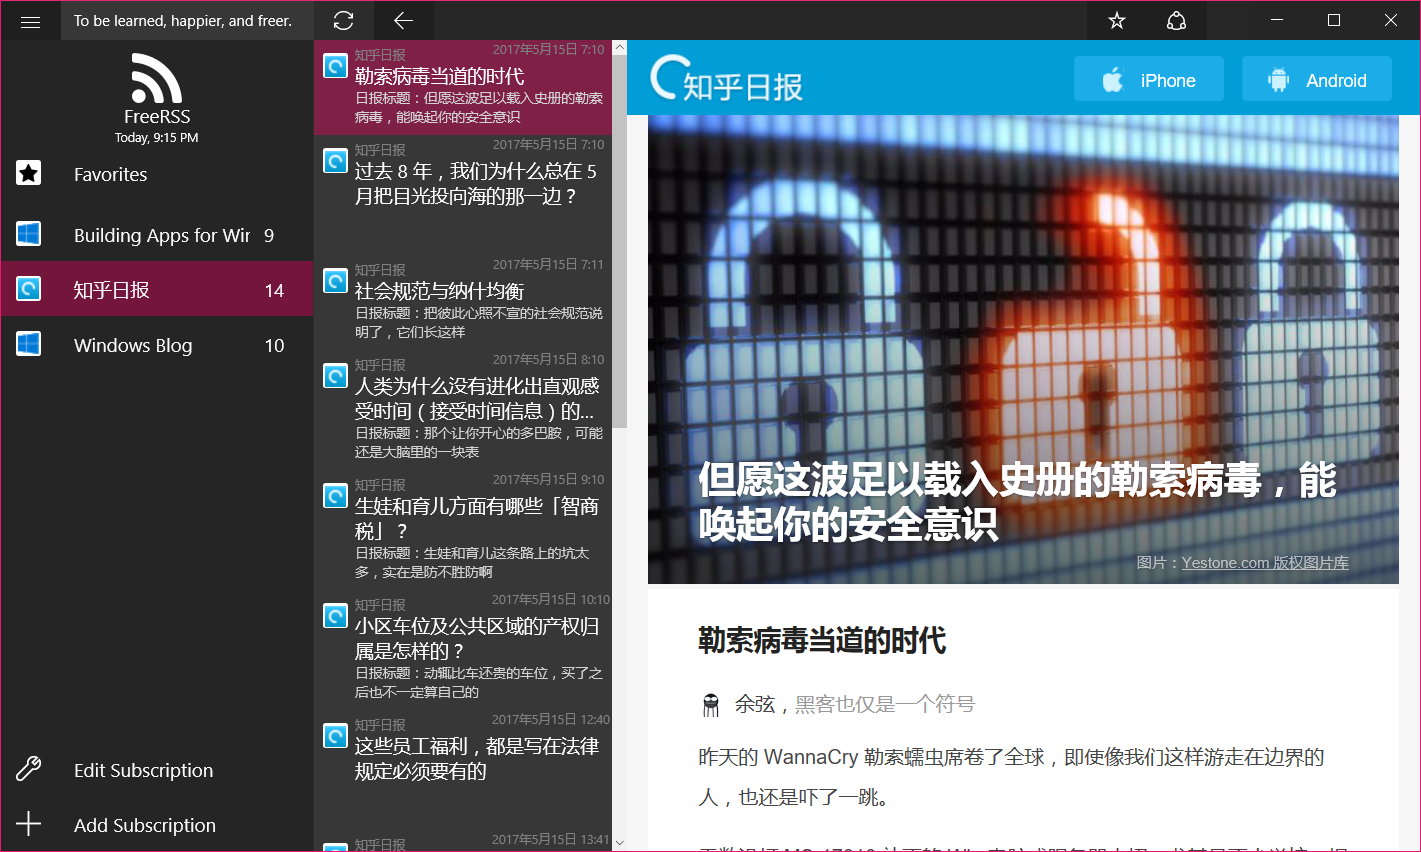 To be learned, happier, and freer.
FreeRSS
Today, 9:15 PM
Favorites
Building Apps for Wir 9
知乎日报 14
Windows Blog 10
Edit Subscription
Add Subscription
知乎日报 2017年5月15日 7:10
勒索病毒当道的时代
日报标题：但愿这波足以载入史册的勒索
病毒，能唤起你的安全意识
知乎日报 2017年5月15日 7:10
过去 8 年，我们为什么总在 5
月把目光投向海的那一边？
知乎日报 2017年5月15日 7:11
社会规范与纳什均衡
日报标题：把彼此心照不宣的社会规范说
明了，它们长这样
知乎日报 2017年5月15日 8:10
人类为什么没有进化出直观感
受时间（接受时间信息）的...
日报标题：那个让你开心的多巴胺，可能
还是大脑里的一块表
知乎日报 2017年5月15日 9:10
生娃和育儿方面有哪些「智商
税」？
日报标题：生娃和育儿这条路上的坑太
多，实在是防不胜防啊
知乎日报 2017年5月15日 10:10
小区车位及公共区域的产权归
属是怎样的？
日报标题：动辄比车还贵的车位，买了之
后也不一定算自己的
知乎日报 2017年5月15日 12:40
这些员工福利，都是写在法律
规定必须要有的
知乎日报 2017年5月15日 13:41
知乎日报
iPhone
Android
但愿这波足以载入史册的勒索病毒，能
唤起你的安全意识
图片：Yestone.com 版权图片库
勒索病毒当道的时代
余弦，黑客也仅是一个符号
昨天的 WannaCry 勒索蠕虫席卷了全球，即使像我们这样游走在边界的
人，也还是吓了一跳。